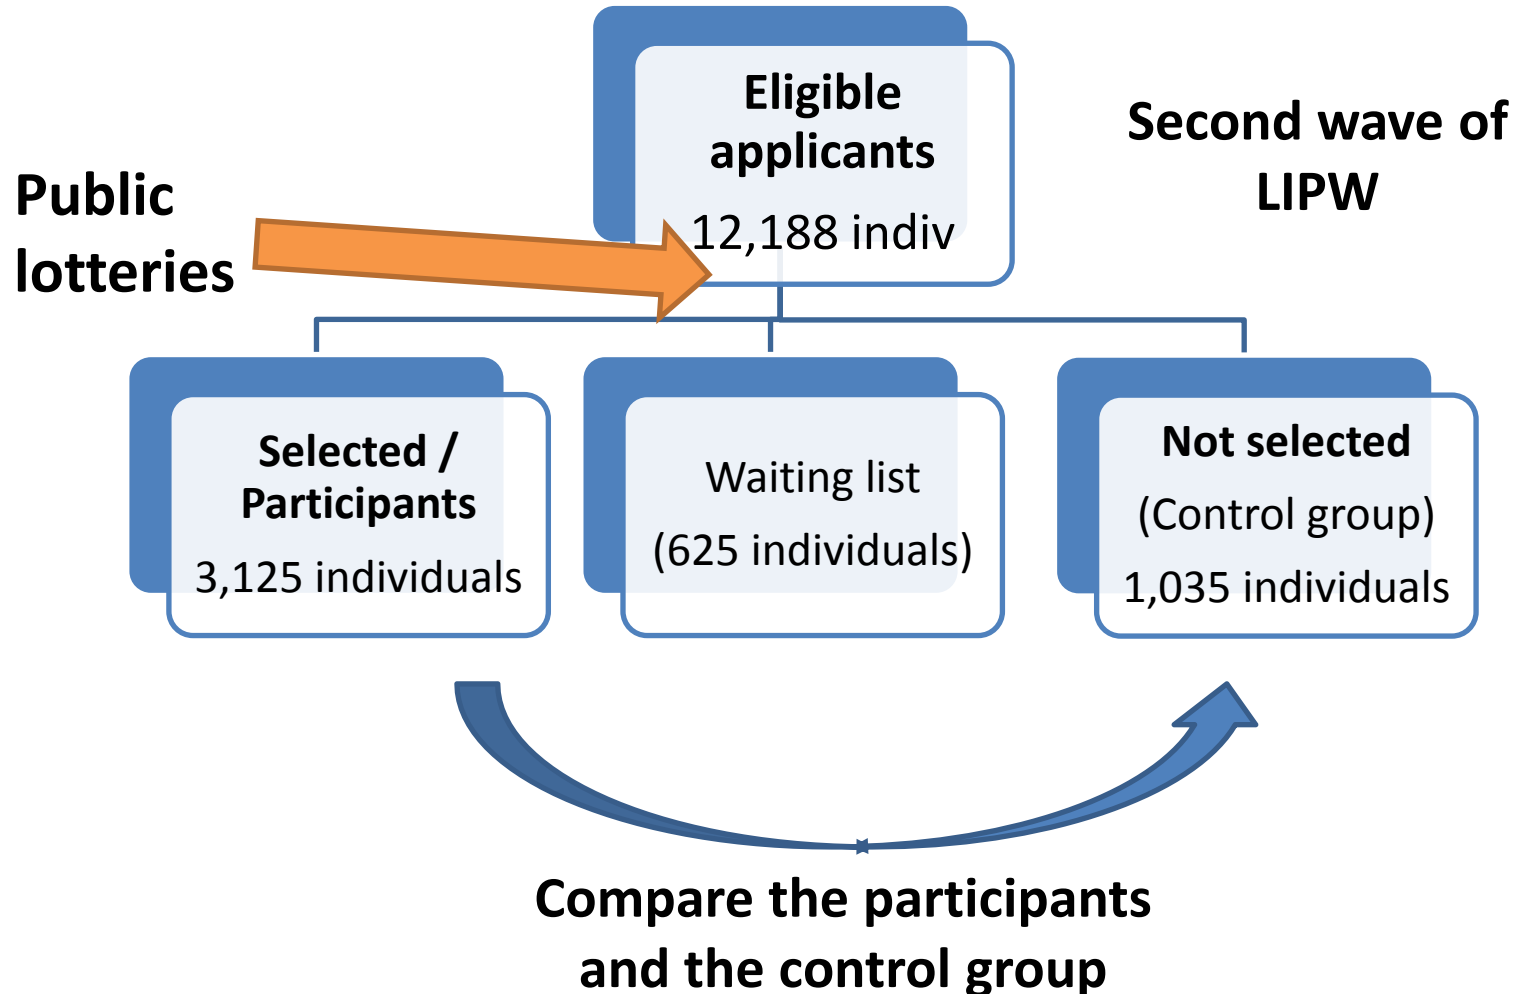 Eligible
applicants
12,188 indiv
Second wave of
LIPW
Public
lotteries
Selected /
Participants
3,125 individuals
Waiting list
(625 individuals)
Not selected
(Control group)
1,035 individuals
Compare the participants
and the control group